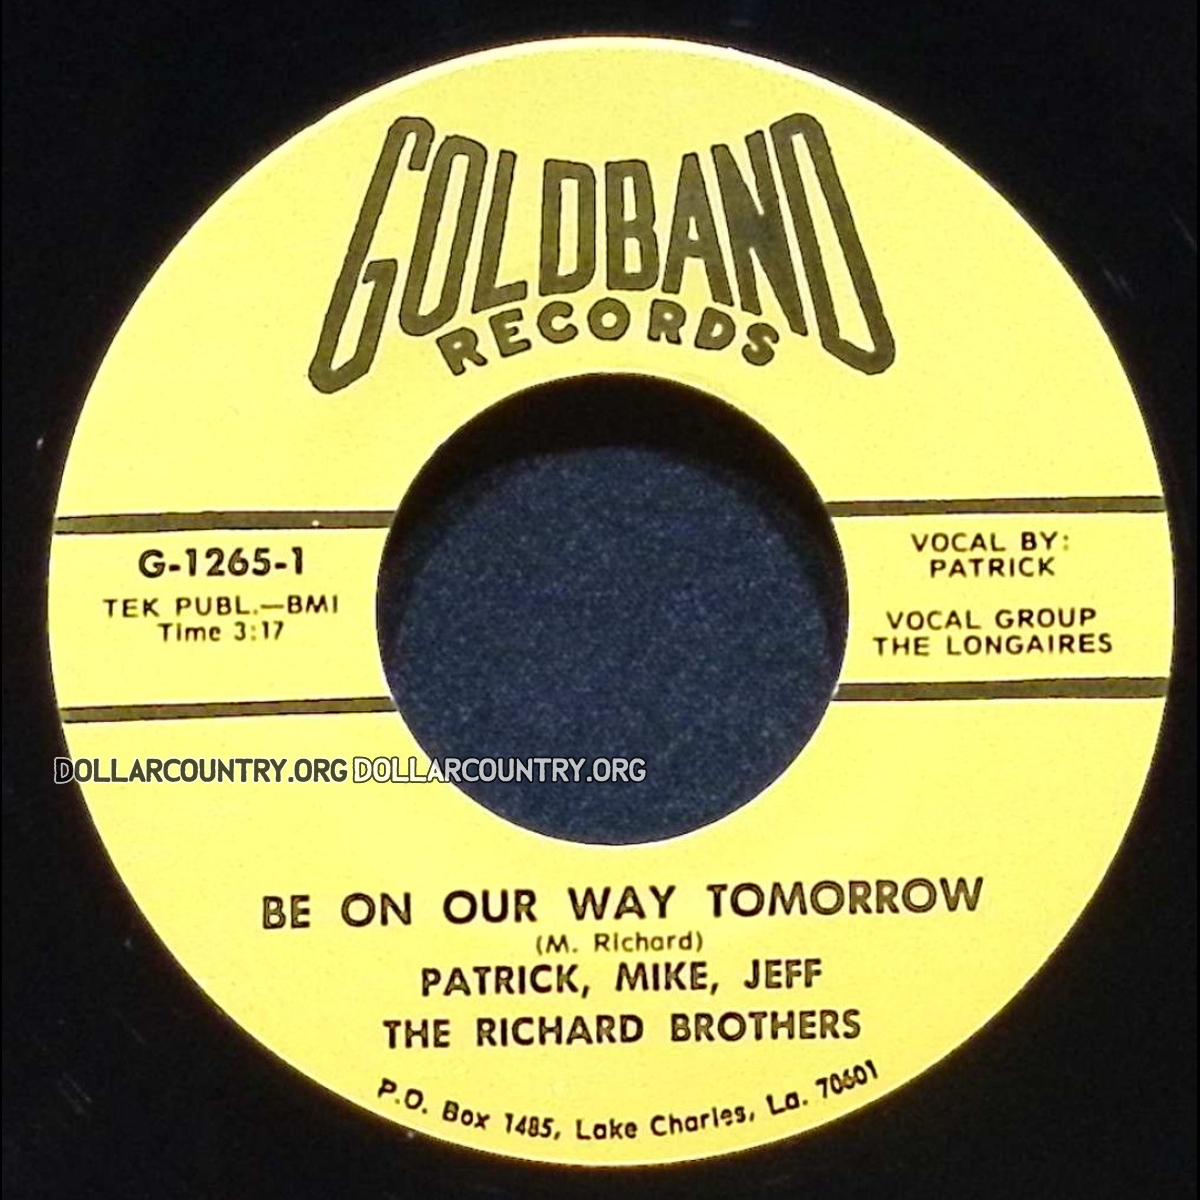 GOLDBAND
RECORDS
G-1265-1
TEK PUBL.—BMI
Time 3:17
VOCAL BY:
PATRICK
VOCAL GROUP
THE LONGAIRES
DOLLARCOUNTRY.ORG DOLLARCOUNTRY.ORG
BE ON OUR WAY TOMORROW
(M. Richard)
PATRICK, MIKE, JEFF
THE RICHARD BROTHERS
P.O. Box 1485, Lake Charles, La. 70601